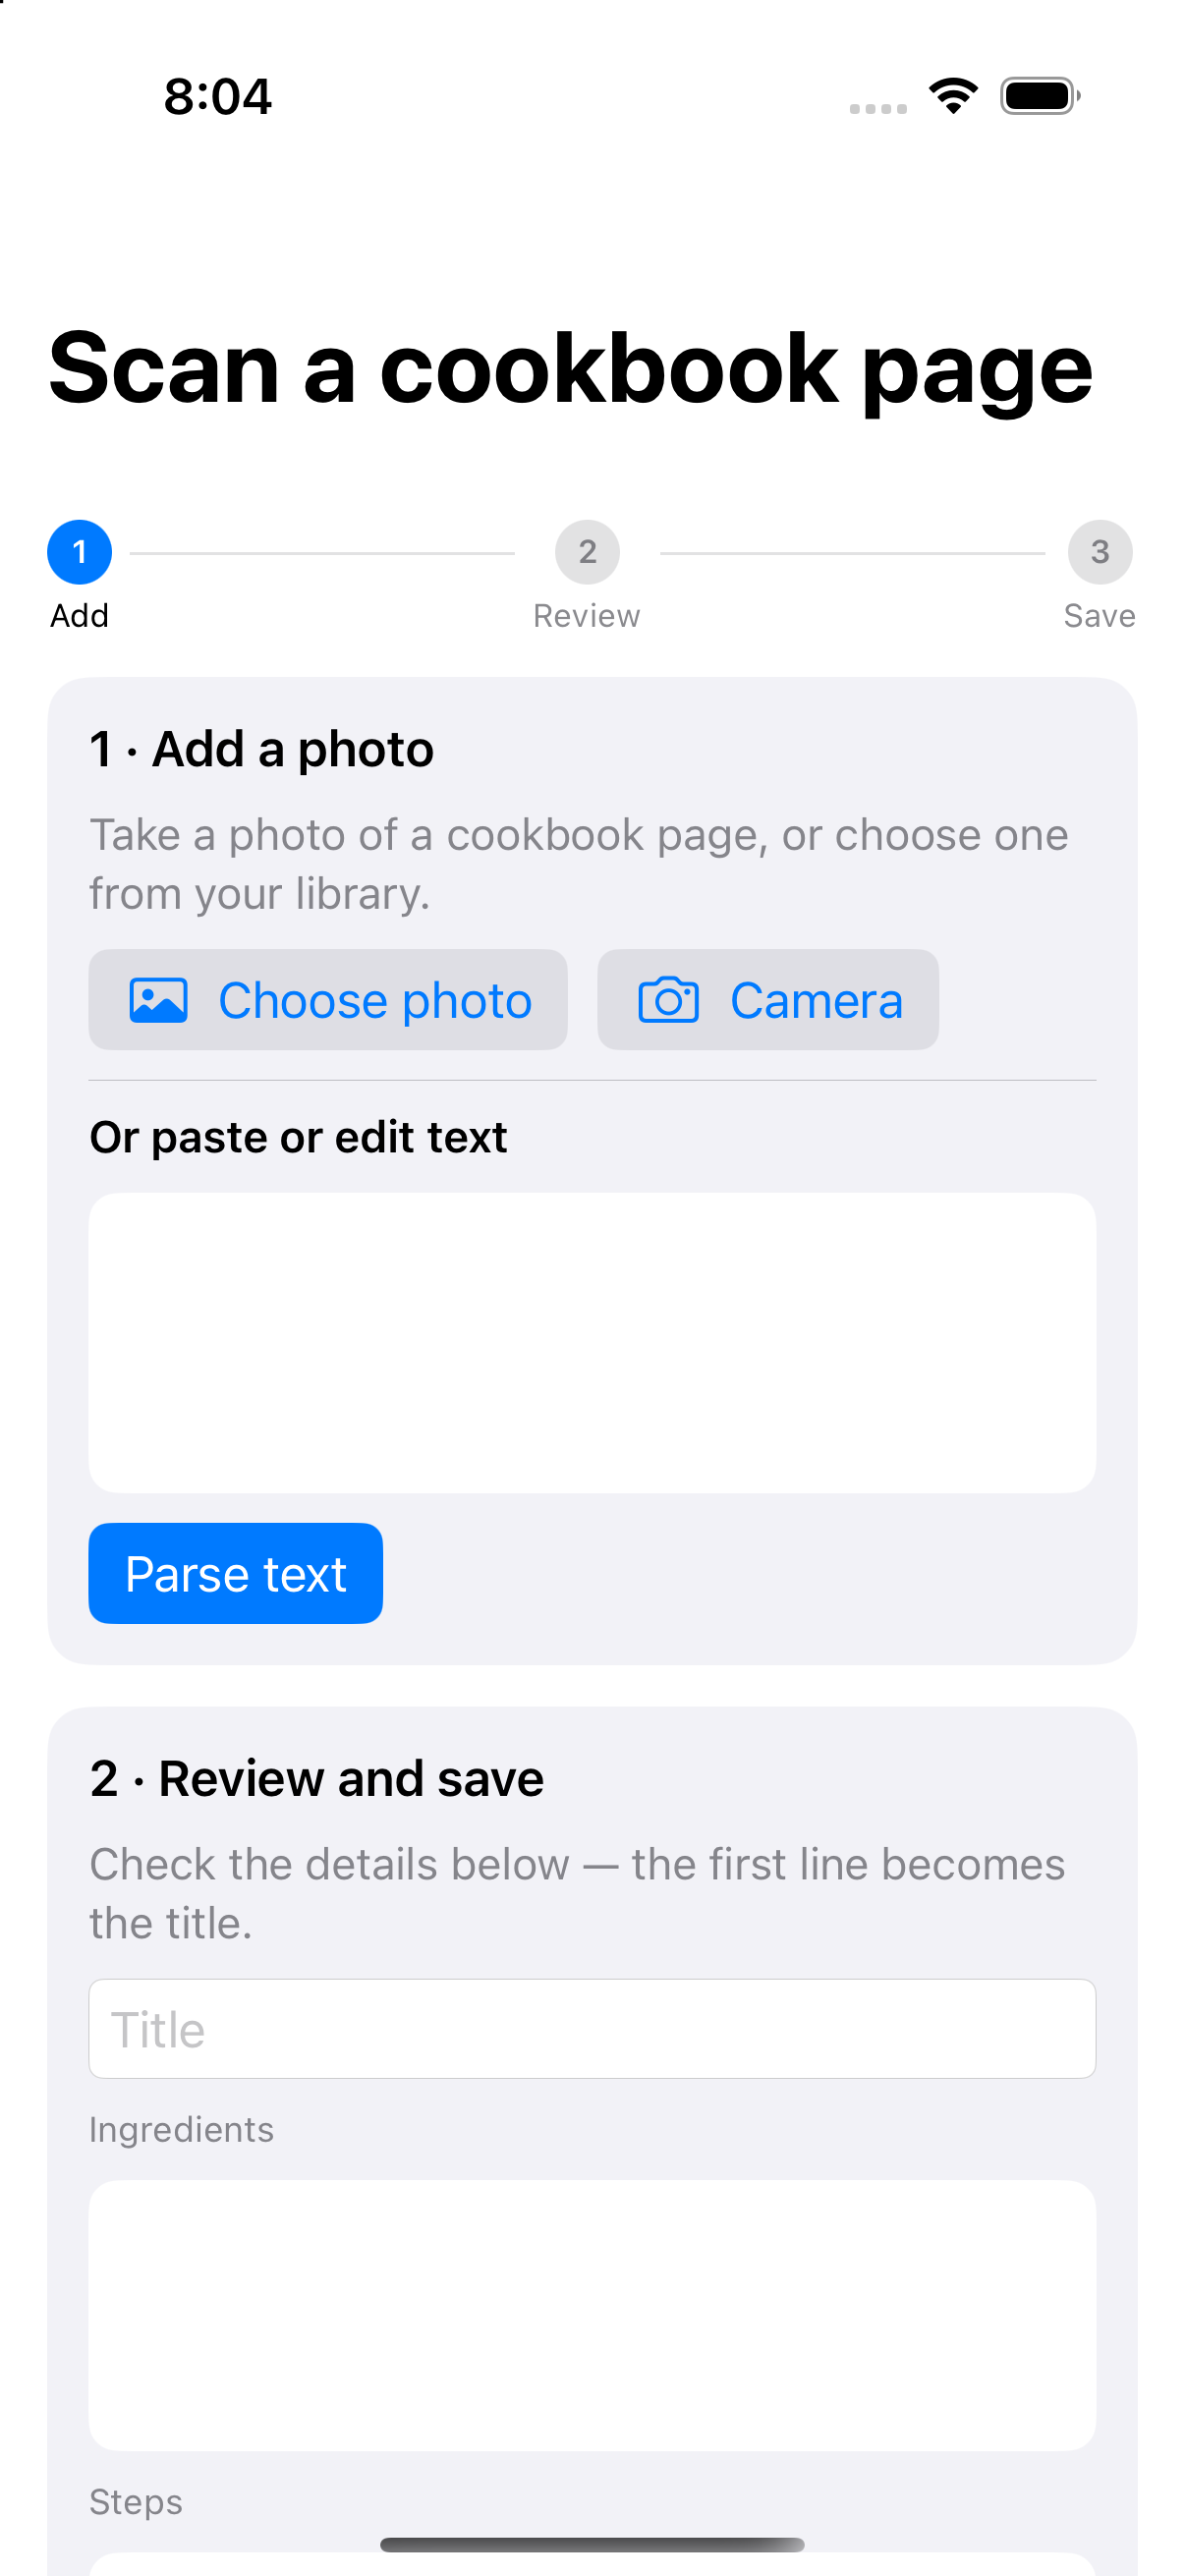 8:04
Scan a cookbook page
1
2
3
Add
Review
Save
1 · Add a photo
Take a photo of a cookbook page, or choose one
from your library.
Choose photo
Camera
Or paste or edit text
Parse text
2 · Review and save
Check the details below — the first line becomes
the title.
Title
Ingredients
Steps